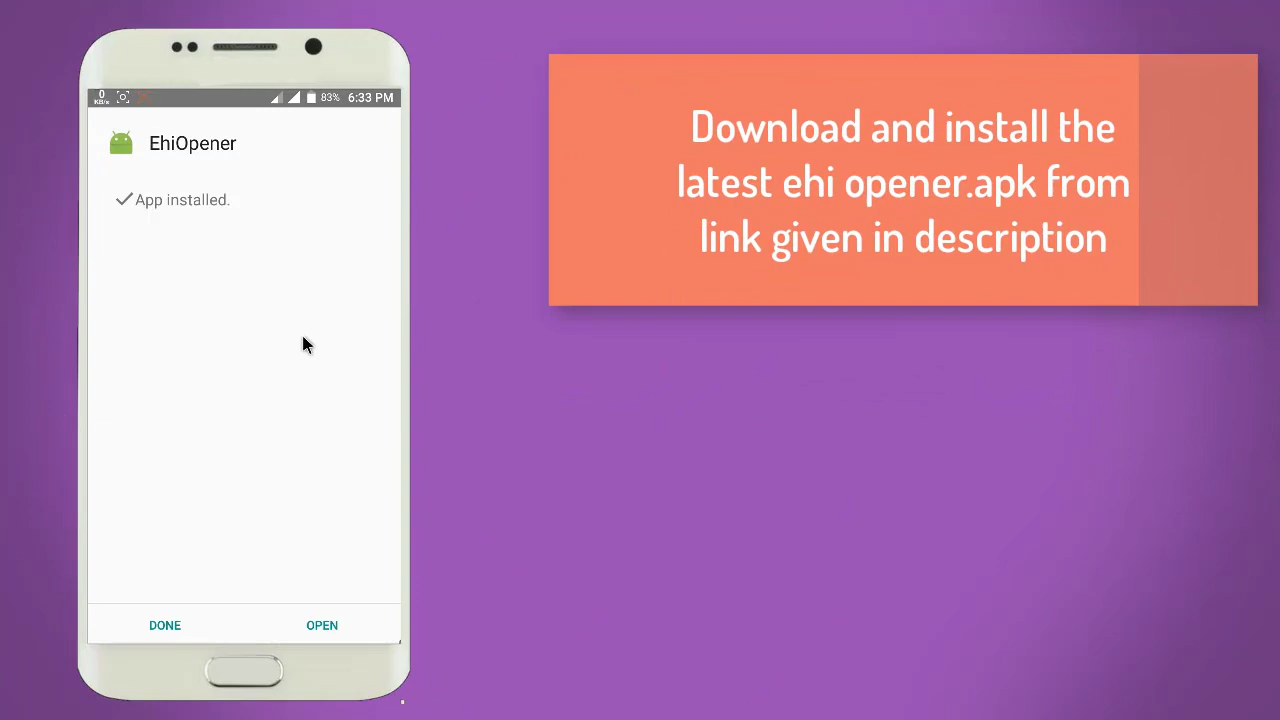 0
KB/s
83% 6:33 PM
EhiOpener
App installed.
DONE OPEN
Download and install the
latest ehi opener.apk from
link given in description